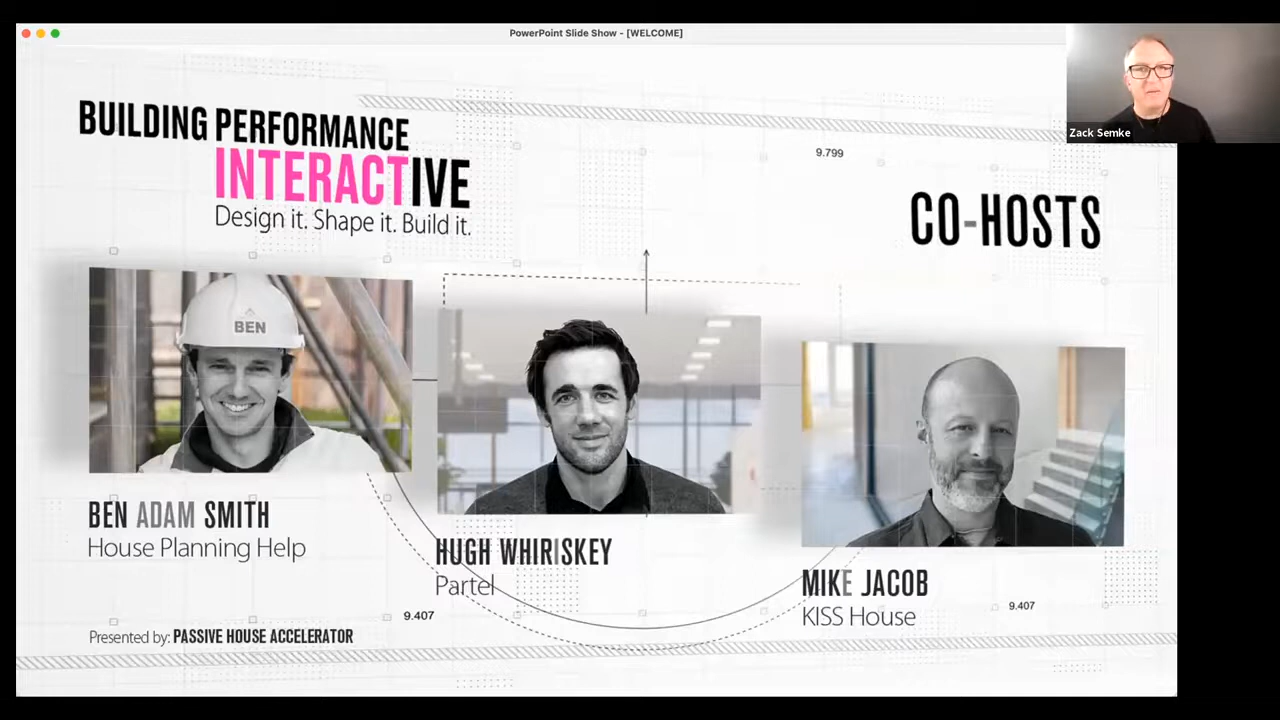 PowerPoint Slide Show - [WELCOME]
Zack Semke
BUILDING PERFORMANCE
INTERACTIVE
Design it. Shape it. Build it.
9.799
CO-HOSTS
BEN
BEN ADAM SMITH
House Planning Help
HUGH WHIRISKEY
Partel
MIKE JACOB
KISS House
9.407
9.407
Presented by: PASSIVE HOUSE ACCELERATOR